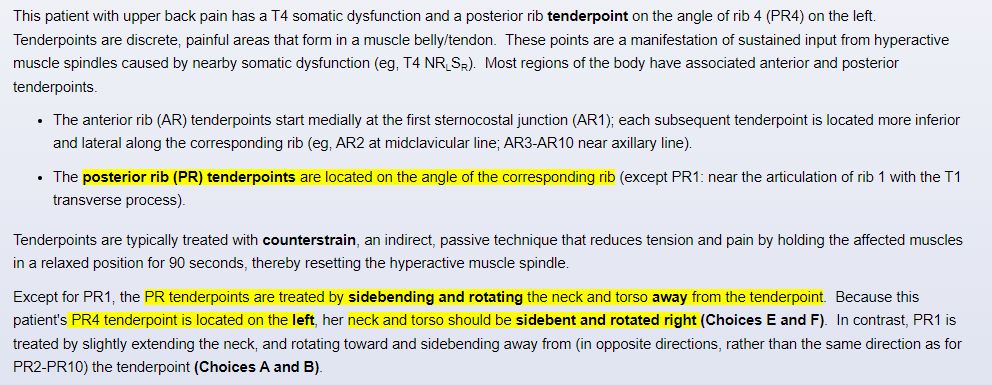 This patient with upper back pain has a T4 somatic dysfunction and a posterior rib tenderpoint on the angle of rib 4 (PR4) on the left.
Tenderpoints are discrete, painful areas that form in a muscle belly/tendon.  These points are a manifestation of sustained input from hyperactive
muscle spindles caused by nearby somatic dysfunction (eg, T4 NRLSR).  Most regions of the body have associated anterior and posterior
tenderpoints.
• The anterior rib (AR) tenderpoints start medially at the first sternocostal junction (AR1); each subsequent tenderpoint is located more inferior
and lateral along the corresponding rib (eg, AR2 at midclavicular line; AR3-AR10 near axillary line).
• The posterior rib (PR) tenderpoints are located on the angle of the corresponding rib (except PR1: near the articulation of rib 1 with the T1
transverse process).
Tenderpoints are typically treated with counterstrain, an indirect, passive technique that reduces tension and pain by holding the affected muscles
in a relaxed position for 90 seconds, thereby resetting the hyperactive muscle spindle.
Except for PR1, the PR tenderpoints are treated by sidebending and rotating the neck and torso away from the tenderpoint.  Because this
patient's PR4 tenderpoint is located on the left, her neck and torso should be sidebent and rotated right (Choices E and F).  In contrast, PR1 is
treated by slightly extending the neck, and rotating toward and sidebending away from (in opposite directions, rather than the same direction as for
PR2-PR10) the tenderpoint (Choices A and B).